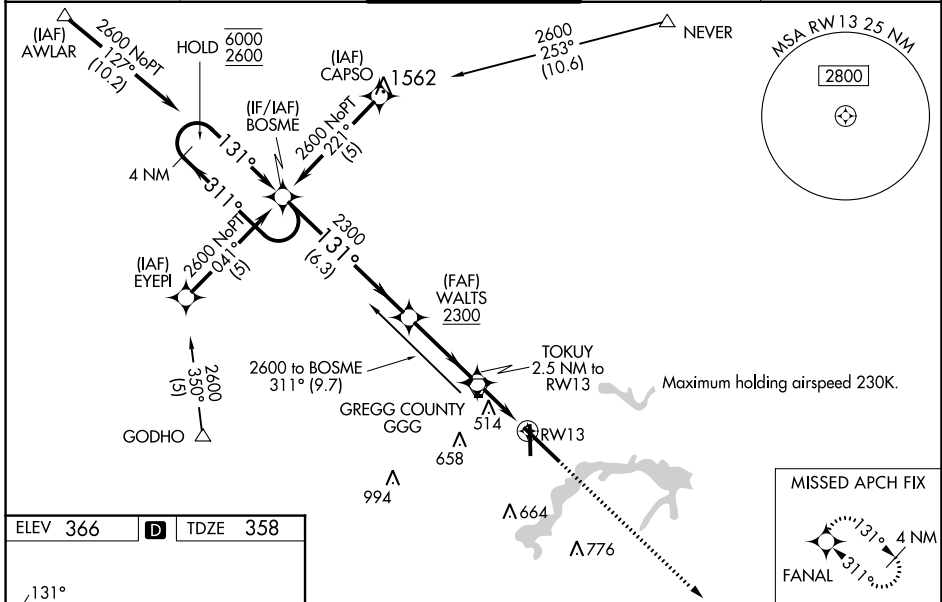 (IAF)
AWLAR
2600 NoPT
127°
(10.2)
HOLD 6000
2600
(IAF)
CAPSO
1562
2600
253°
(10.6)
NEVER
MSA RW13 25 NM
2800
(IF/IAF)
BOSME
2600 NoPT
221°
(5)
4 NM
131°
311°
(IAF)
EYEPI
2600 NoPT
041°
(5)
2300
131°
(6.3)
(FAF)
WALTS
2300
2600
350°
(5)
GODHO
2600 to BOSME
311° (9.7)
TOKUY
2.5 NM to
RW13
Maximum holding airspeed 230K.
GREGG COUNTY
GGG
514
RW13
658
994
664
776
MISSED APCH FIX
131°
4 NM
311°
FANAL
ELEV 366 D TDZE 358
131°